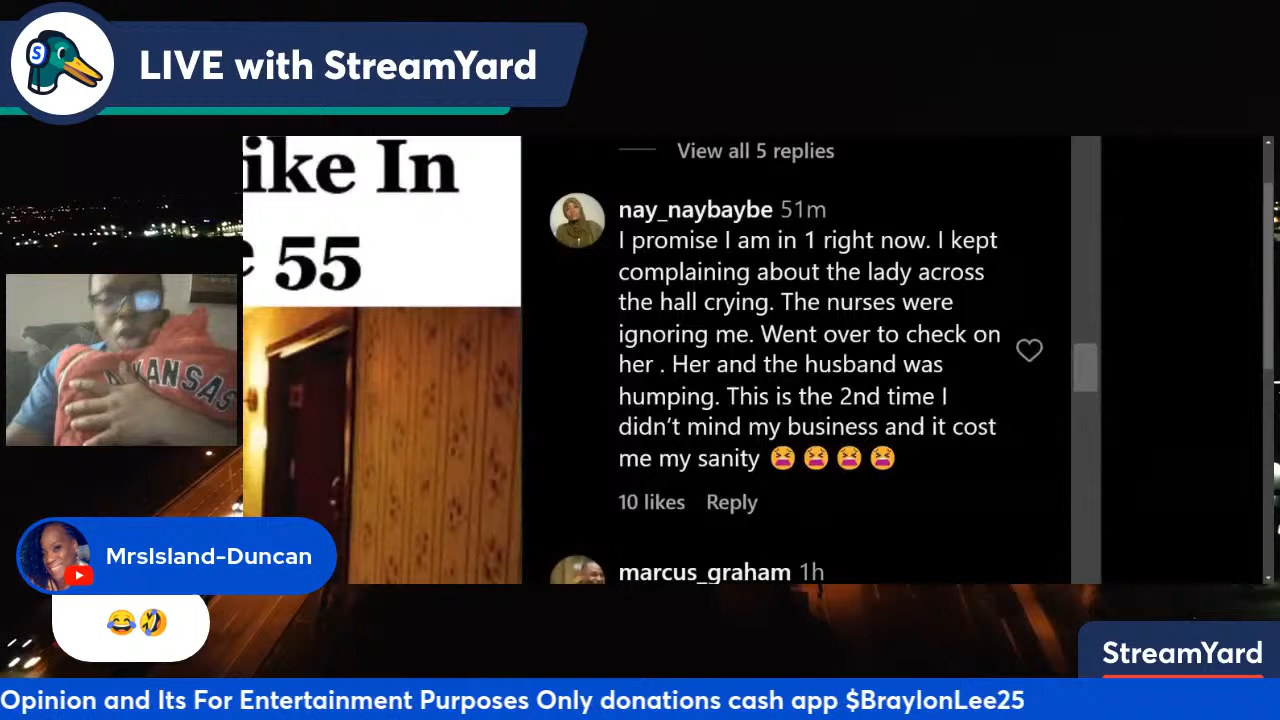 S
LIVE with StreamYard
ike In
55
View all 5 replies
nay_naybaybe 51m
I promise I am in 1 right now. I kept
complaining about the lady across
the hall crying. The nurses were
ignoring me. Went over to check on
her . Her and the husband was
humping. This is the 2nd time I
didn’t mind my business and it cost
me my sanity 😫 😫 😫 😫
10 likes Reply
marcus_graham 1h
ARKANSAS
MrsIsland-Duncan
😂🤣
StreamYard
Opinion and Its For Entertainment Purposes Only donations cash app $BraylonLee25